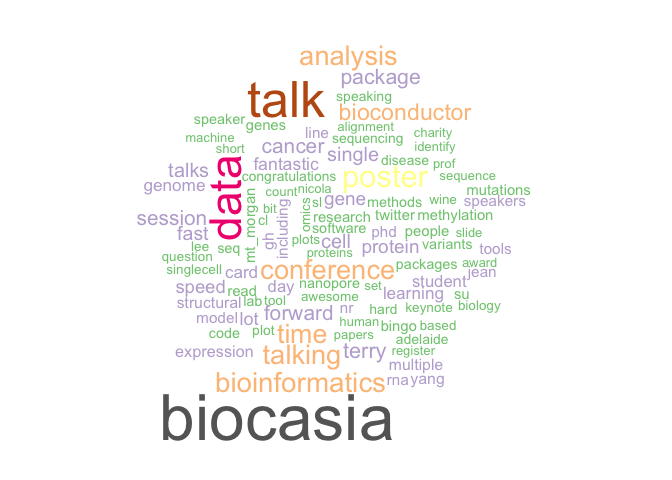 analysis
package
talk
speaking
bioconductor
speaker
genes
line
alignment
charity
machine
sequencing
identify
short
cancer
single
disease
prof
data
talks
fantastic
congratulations
poster
sequence
genome
mutations
count
nicola
gene
methods
wine
speakers
mt_morgan
bit
omics
sl
session
research
twitter
methylation
cl
software
fast
gh
including
plots
cell
phd
people
slide
lee
seq
proteins
protein
variants
tools
question
singlecell
card
conference
packages
award
jean
speed
read
day
nanopore
set
student
structural
lab
tool
awesome
learning
su
model
lot
forward
nr
hard
keynote
biology
code
plot
time
human
bingo
based
papers
adelaide
expression
talking
terry
register
multiple
bioinformatics
rna
yang
biocasia